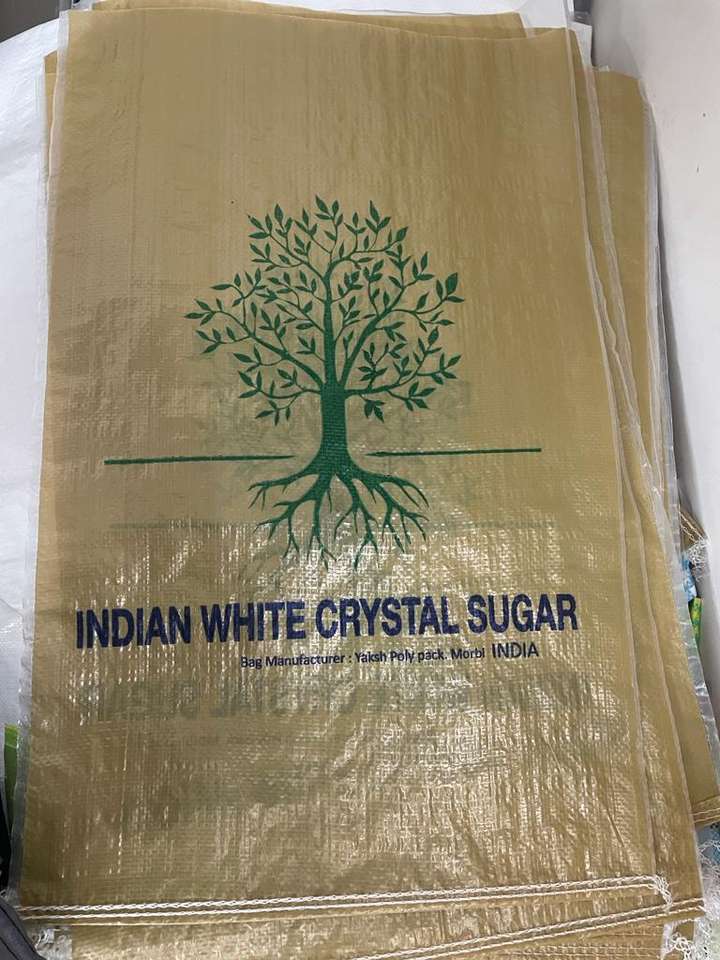 INDIAN WHITE CRYSTAL SUGAR
Bag Manufacturer : Yaksh Poly pack. Morbi INDIA